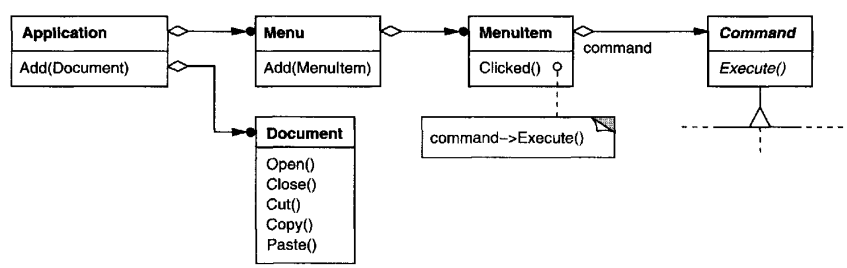 Application
Add(Document)
Menu
Add(MenuItem)
MenuItem
Clicked()
command
Command
Execute()
command->Execute()
Document
Open()
Close()
Cut()
Copy()
Paste()